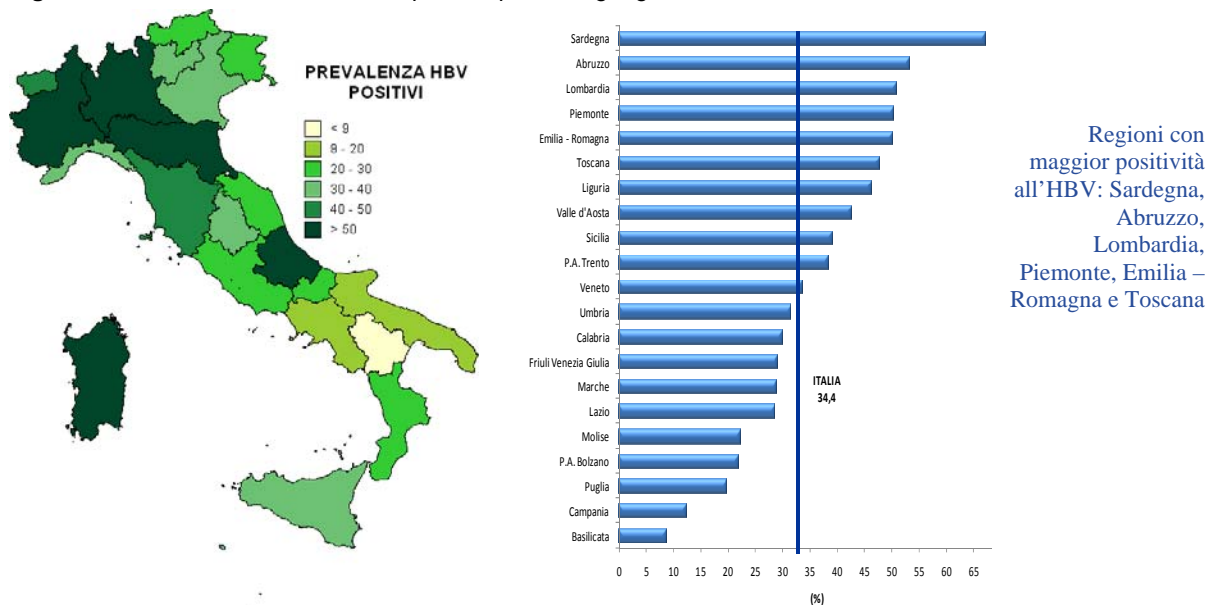 PREVALENZA HBV
POSITIVI
< 9
9 - 20
20 - 30
30 - 40
40 - 50
> 50
Sardegna
Abruzzo
Lombardia
Piemonte
Emilia - Romagna
Toscana
Liguria
Valle d'Aosta
Sicilia
P.A. Trento
Veneto
Umbria
Calabria
Friuli Venezia Giulia
Marche
Lazio
Molise
P.A. Bolzano
Puglia
Campania
Basilicata
ITALIA
34,4
0 5 10 15 20 25 30 35 40 45 50 55 60 65
(%)
Regioni con
maggior positività
all'HBV: Sardegna,
Abruzzo,
Lombardia,
Piemonte, Emilia –
Romagna e Toscana